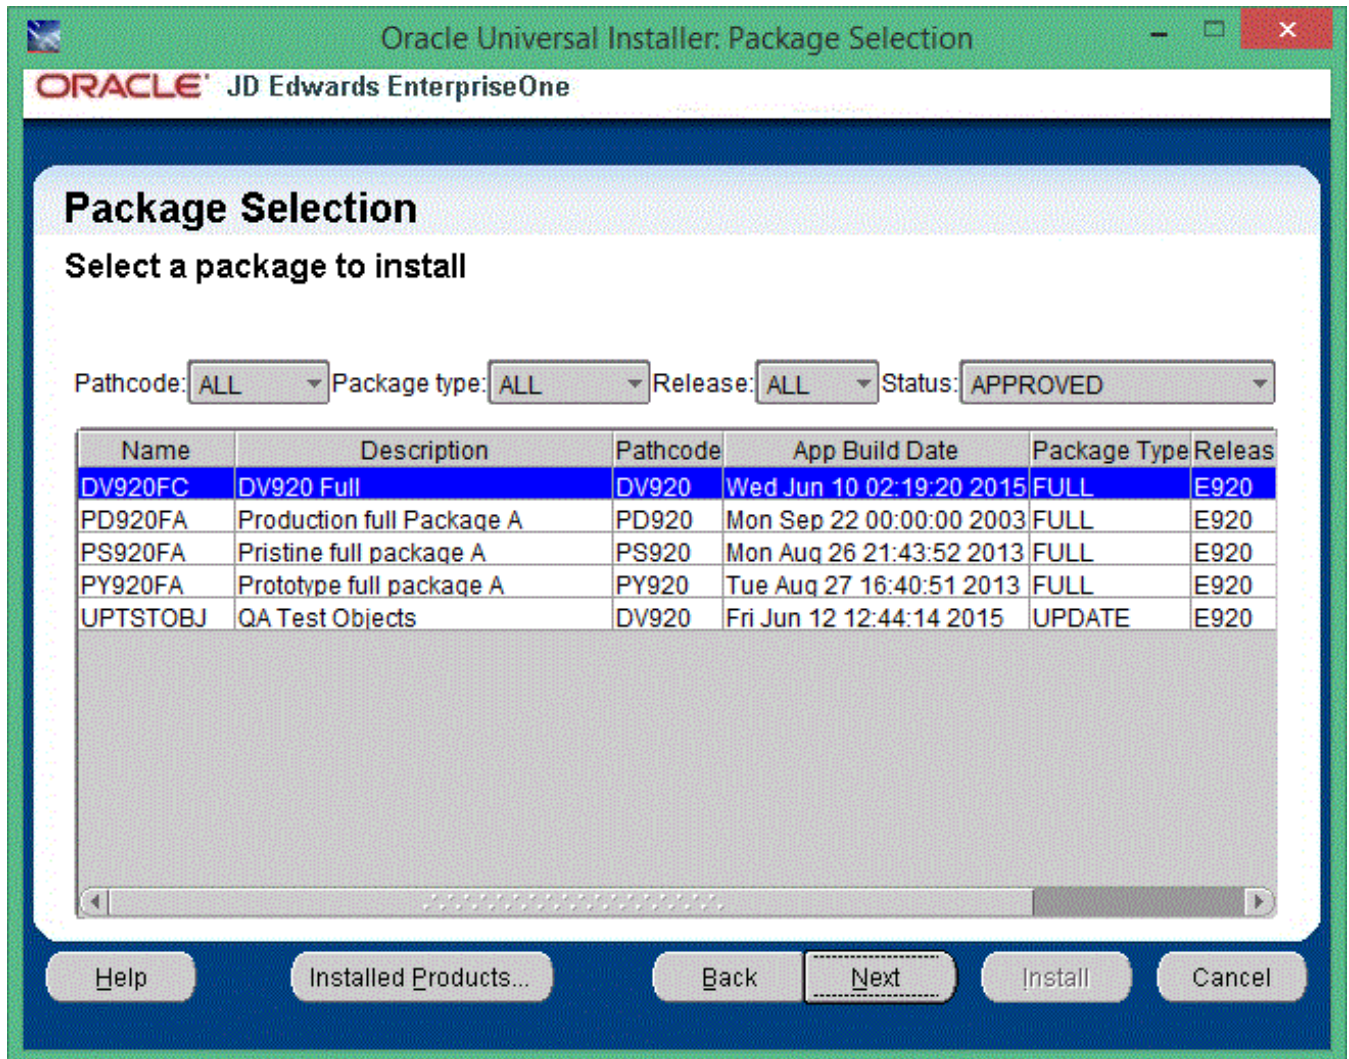 Oracle Universal Installer: Package Selection
ORACLE JD Edwards EnterpriseOne
Package Selection
Select a package to install
Pathcode: ALL Package type: ALL Release: ALL Status: APPROVED
Name Description Pathcode App Build Date Package Type Releas
DV920FC DV920 Full DV920 Wed Jun 10 02:19:20 2015 FULL E920
PD920FA Production full Package A PD920 Mon Sep 22 00:00:00 2003 FULL E920
PS920FA Pristine full package A PS920 Mon Aug 26 21:43:52 2013 FULL E920
PY920FA Prototype full package A PY920 Tue Aug 27 16:40:51 2013 FULL E920
UPTSTOBJ QA Test Objects DV920 Fri Jun 12 12:44:14 2015 UPDATE E920
Help Installed Products... Back Next Install Cancel